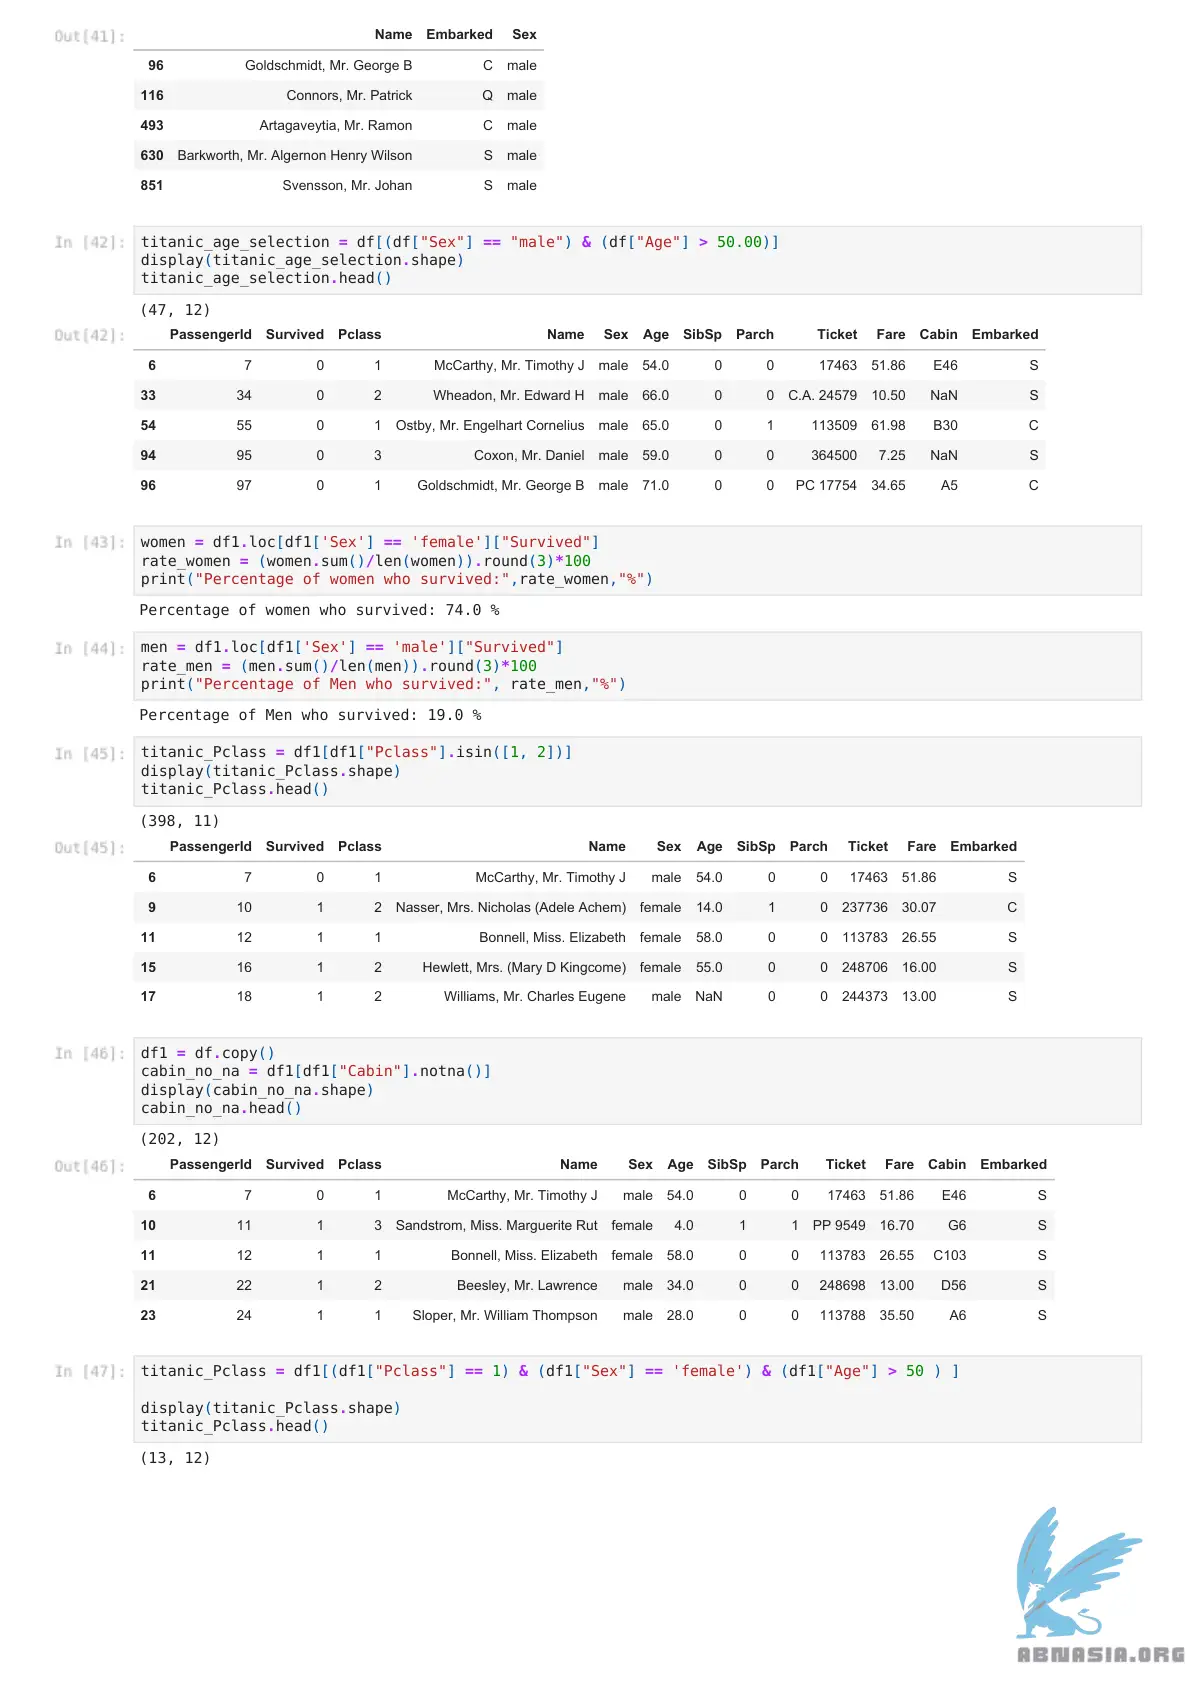 Out[41]:
Name Embarked Sex
96 Goldschmidt, Mr. George B C male
116 Connors, Mr. Patrick Q male
493 Artagaveytia, Mr. Ramon C male
630 Barkworth, Mr. Algernon Henry Wilson S male
851 Svensson, Mr. Johan S male
In [42]: titanic_age_selection = df[(df["Sex"] == "male") & (df["Age"] > 50.00)]
display(titanic_age_selection.shape)
titanic_age_selection.head()
(47, 12)
Out[42]:
PassengerId Survived Pclass Name Sex Age SibSp Parch Ticket Fare Cabin Embarked
6 7 0 1 McCarthy, Mr. Timothy J male 54.0 0 0 17463 51.86 E46 S
33 34 0 2 Wheadon, Mr. Edward H male 66.0 0 0 C.A. 24579 10.50 NaN S
54 55 0 1 Ostby, Mr. Engelhart Cornelius male 65.0 0 1 113509 61.98 B30 C
94 95 0 3 Coxon, Mr. Daniel male 59.0 0 0 364500 7.25 NaN S
96 97 0 1 Goldschmidt, Mr. George B male 71.0 0 0 PC 17754 34.65 A5 C
In [43]: women = df1.loc[df1['Sex'] == 'female']["Survived"]
rate_women = (women.sum()/len(women)).round(3)*100
print("Percentage of women who survived:",rate_women,"%")
Percentage of women who survived: 74.0 %
In [44]: men = df1.loc[df1['Sex'] == 'male']["Survived"]
rate_men = (men.sum()/len(men)).round(3)*100
print("Percentage of Men who survived:", rate_men,"%")
Percentage of Men who survived: 19.0 %
In [45]: titanic_Pclass = df1[df1["Pclass"].isin([1, 2])]
display(titanic_Pclass.shape)
titanic_Pclass.head()
(398, 11)
Out[45]:
PassengerId Survived Pclass Name Sex Age SibSp Parch Ticket Fare Embarked
6 7 0 1 McCarthy, Mr. Timothy J male 54.0 0 0 17463 51.86 S
9 10 1 2 Nasser, Mrs. Nicholas (Adele Achem) female 14.0 1 0 237736 30.07 C
11 12 1 1 Bonnell, Miss. Elizabeth female 58.0 0 0 113783 26.55 S
15 16 1 2 Hewlett, Mrs. (Mary D Kingcome) female 55.0 0 0 248706 16.00 S
17 18 1 2 Williams, Mr. Charles Eugene male NaN 0 0 244373 13.00 S
In [46]: df1 = df.copy()
cabin_no_na = df1[df1["Cabin"].notna()]
display(cabin_no_na.shape)
cabin_no_na.head()
(202, 12)
Out[46]:
PassengerId Survived Pclass Name Sex Age SibSp Parch Ticket Fare Cabin Embarked
6 7 0 1 McCarthy, Mr. Timothy J male 54.0 0 0 17463 51.86 E46 S
10 11 1 3 Sandstrom, Miss. Marguerite Rut female 4.0 1 1 PP 9549 16.70 G6 S
11 12 1 1 Bonnell, Miss. Elizabeth female 58.0 0 0 113783 26.55 C103 S
21 22 1 2 Beesley, Mr. Lawrence male 34.0 0 0 248698 13.00 D56 S
23 24 1 1 Sloper, Mr. William Thompson male 28.0 0 0 113788 35.50 A6 S
In [47]: titanic_Pclass = df1[(df1["Pclass"] == 1) & (df1["Sex"] == 'female') & (df1["Age"] > 50 ) ]
display(titanic_Pclass.shape)
titanic_Pclass.head()
(13, 12)
ABNASIA.ORG